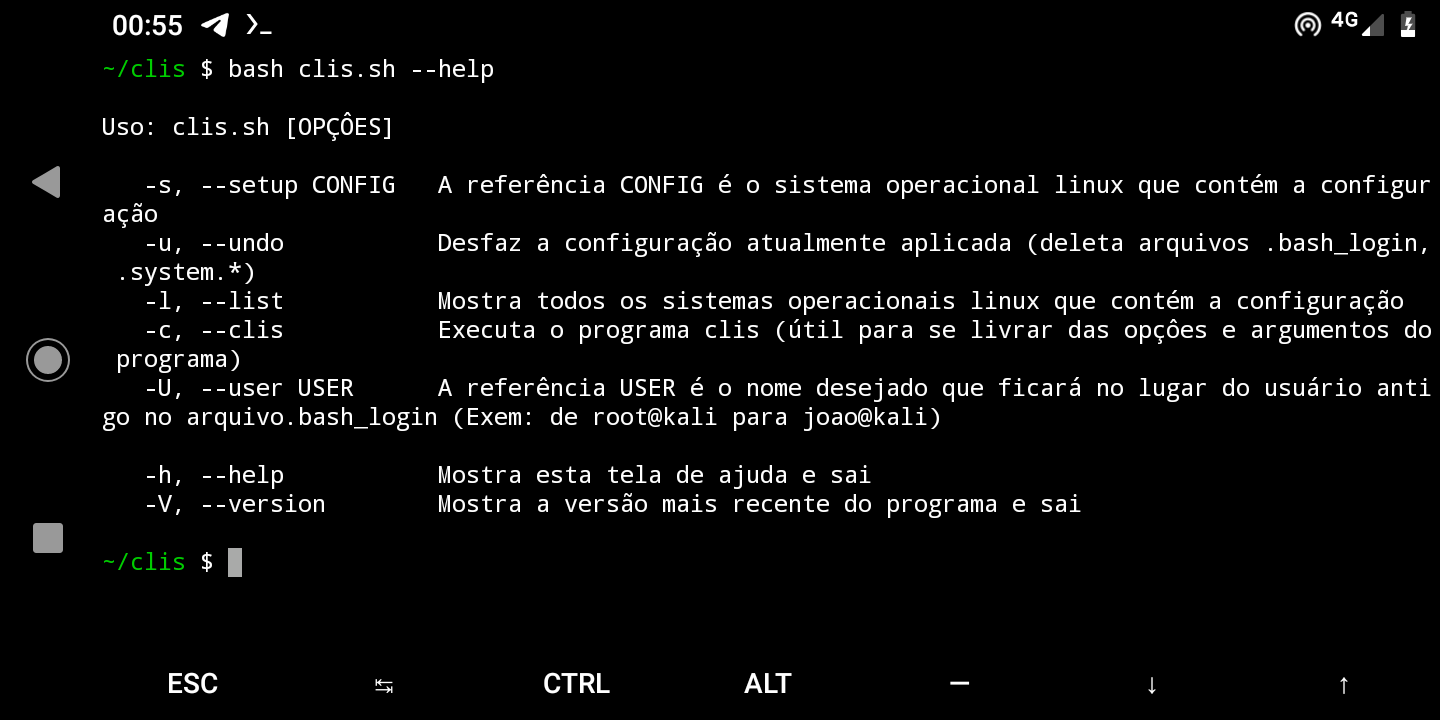 00:55 4G
~/clis $ bash clis.sh --help
Uso: clis.sh [OPÇÔES]
-s, --setup CONFIG A referência CONFIG é o sistema operacional linux que contém a configur
ação
-u, --undo Desfaz a configuração atualmente aplicada (deleta arquivos .bash_login,
.system.*)
-l, --list Mostra todos os sistemas operacionais linux que contém a configuração
-c, --clis Executa o programa clis (útil para se livrar das opções e argumentos do
programa)
-U, --user USER A referência USER é o nome desejado que ficará no lugar do usuário anti
go no arquivo.bash_login (Exem: de root@kali para joao@kali)
-h, --help Mostra esta tela de ajuda e sai
-V, --version Mostra a versão mais recente do programa e sai
~/clis $
ESC ↹ CTRL ALT — ↓ ↑